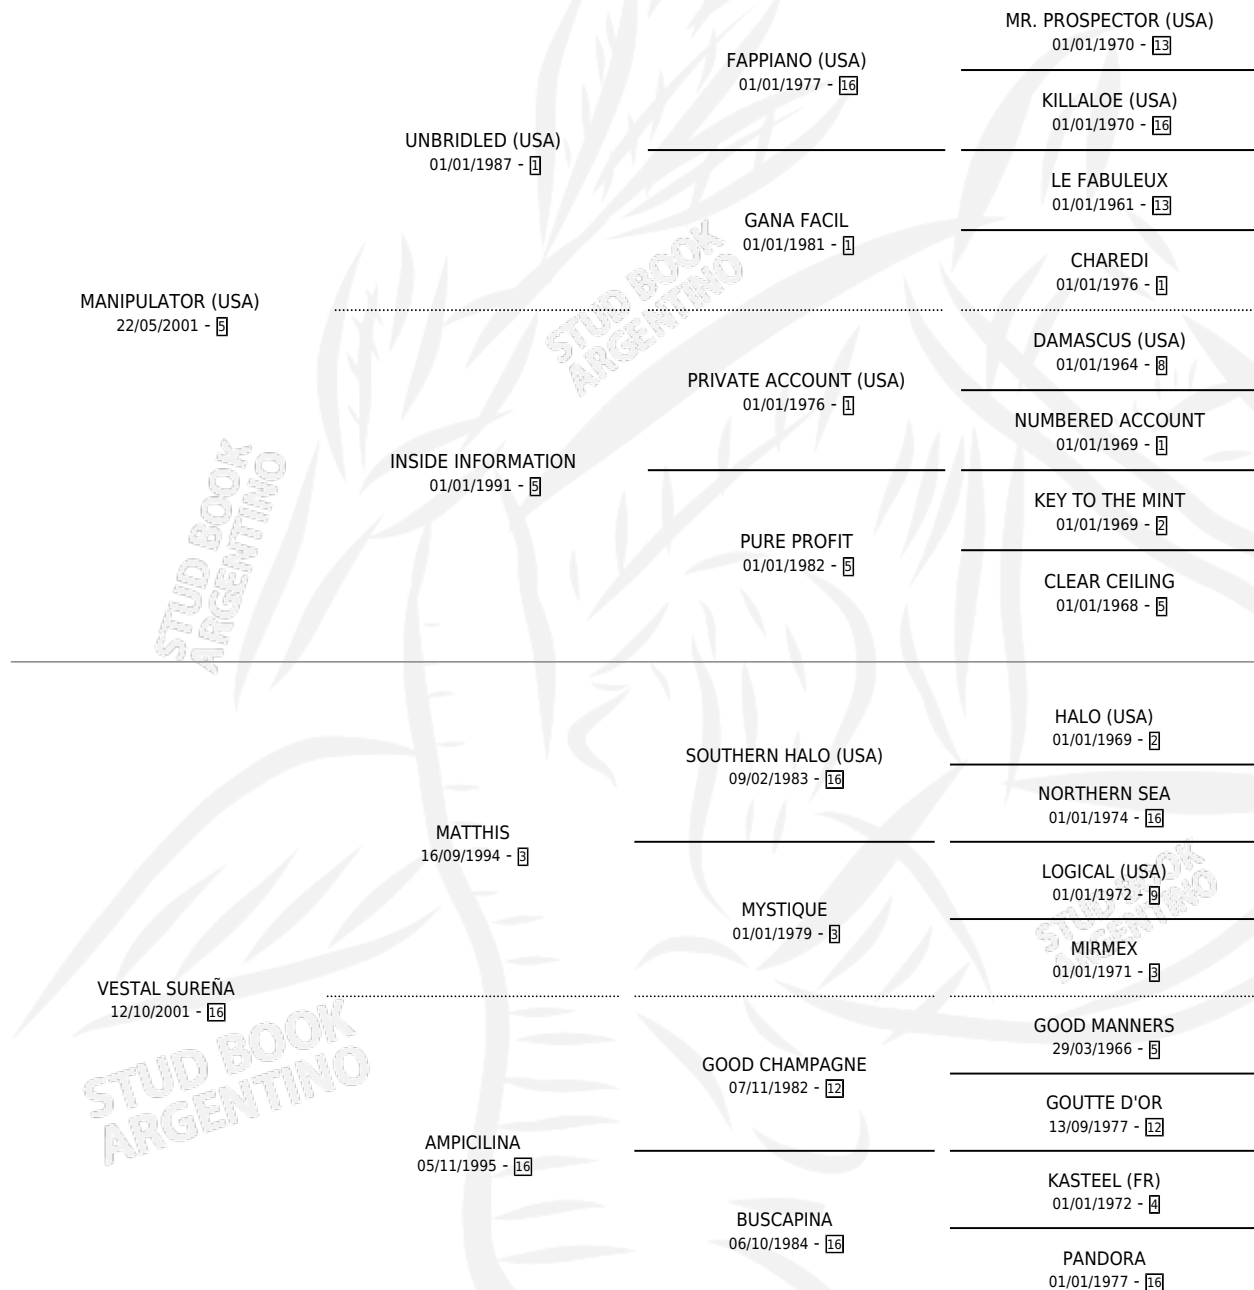 MR. PROSPECTOR (USA)
01/01/1970 - 13
FAPPIANO (USA)
01/01/1977 - 16
KILLALOE (USA)
01/01/1970 - 16
UNBRIDLED (USA)
01/01/1987 - 1
LE FABULEUX
01/01/1961 - 13
GANA FACIL
01/01/1981 - 1
CHAREDI
01/01/1976 - 1
MANIPULATOR (USA)
22/05/2001 - 5
DAMASCUS (USA)
01/01/1964 - 8
PRIVATE ACCOUNT (USA)
01/01/1976 - 1
NUMBERED ACCOUNT
01/01/1969 - 1
INSIDE INFORMATION
01/01/1991 - 5
KEY TO THE MINT
01/01/1969 - 2
PURE PROFIT
01/01/1982 - 5
CLEAR CEILING
01/01/1968 - 5
STUD BOOK
ARGENTINO
STUD BOOK
ARGENTINO
HALO (USA)
01/01/1969 - 2
SOUTHERN HALO (USA)
09/02/1983 - 16
NORTHERN SEA
01/01/1974 - 16
MATTHIS
16/09/1994 - 3
LOGICAL (USA)
01/01/1972 - 9
MYSTIQUE
01/01/1979 - 3
MIRMEX
01/01/1971 - 3
STUD BOOK
ARGENTINO
VESTAL SUREÑA
12/10/2001 - 16
GOOD MANNERS
29/03/1966 - 5
GOOD CHAMPAGNE
07/11/1982 - 12
GOUTTE D'OR
13/09/1977 - 12
STUD BOOK
ARGENTINO
AMPICILINA
05/11/1995 - 16
KASTEEL (FR)
01/01/1972 - 4
BUSCAPINA
06/10/1984 - 16
PANDORA
01/01/1977 - 16